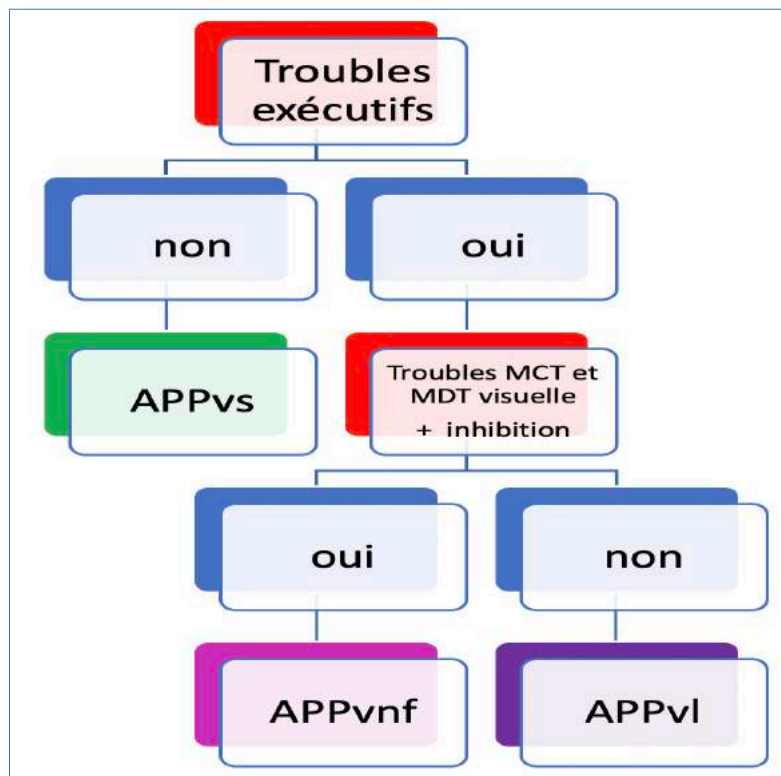 Troubles
exécutifs
non
oui
APPvs
Troubles MCT et
MDT visuelle
+ inhibition
oui
non
APPvnf
APPvl